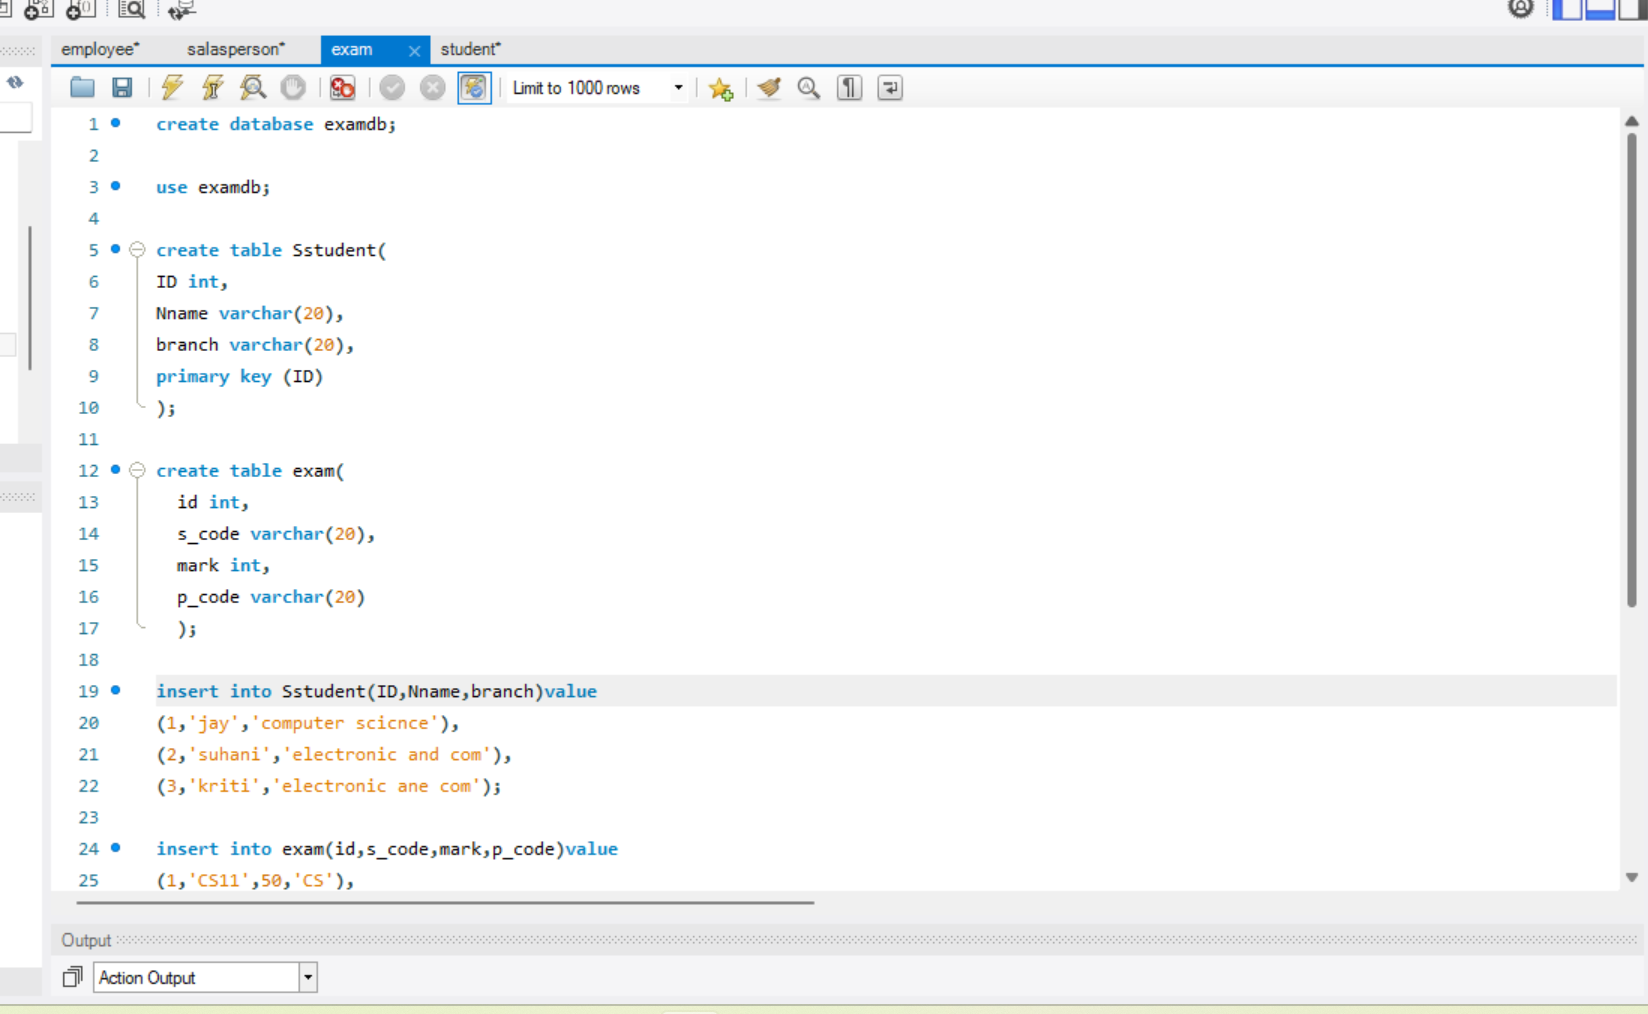 employee* salasperson* exam × student*
Limit to 1000 rows
1 create database examdb;
2
3 use examdb;
4
5 create table Sstudent(
6 ID int,
7 Nname varchar(20),
8 branch varchar(20),
9 primary key (ID)
10 );
11
12 create table exam(
13 id int,
14 s_code varchar(20),
15 mark int,
16 p_code varchar(20)
17 );
18
19 insert into Sstudent(ID,Nname,branch)value
20 (1,'jay','computer scicnce'),
21 (2,'suhani','electronic and com'),
22 (3,'kriti','electronic ane com');
23
24 insert into exam(id,s_code,mark,p_code)value
25 (1,'CS11',50,'CS'),
Output
Action Output